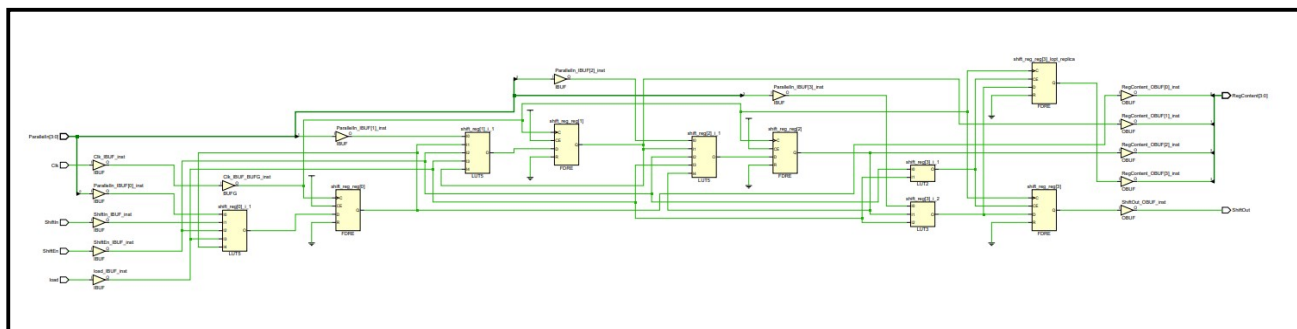 shift_reg_reg[3]_lopt_replica
ParallelIn_IBUF[2]_inst
IBUF
C
CE
D
R
Q
FDRE
ParallelIn_IBUF[3]_inst
IBUF
RegContent_OBUF[0]_inst
OBUF
RegContent[3:0]
ParallelIn[3:0]
ParallelIn_IBUF[1]_inst
IBUF
shift_reg[1]_i_1
LUT5
shift_reg_reg[1]
FDRE
shift_reg[2]_i_1
LUT5
shift_reg_reg[2]
FDRE
RegContent_OBUF[1]_inst
OBUF
RegContent_OBUF[2]_inst
OBUF
Clk
Clk_IBUF_inst
IBUF
shift_reg[3]_i_1
LUT2
RegContent_OBUF[3]_inst
OBUF
ParallelIn_IBUF[0]_inst
IBUF
Clk_IBUF_BUFG_inst
BUFG
shift_reg_reg[0]
FDRE
shift_reg_reg[3]
FDRE
shift_reg[0]_i_1
LUT5
shift_reg[3]_i_2
LUT3
ShiftOut_OBUF_inst
OBUF
ShiftOut
ShiftIn
ShiftIn_IBUF_inst
IBUF
ShiftEn
ShiftEn_IBUF_inst
IBUF
load
load_IBUF_inst
IBUF